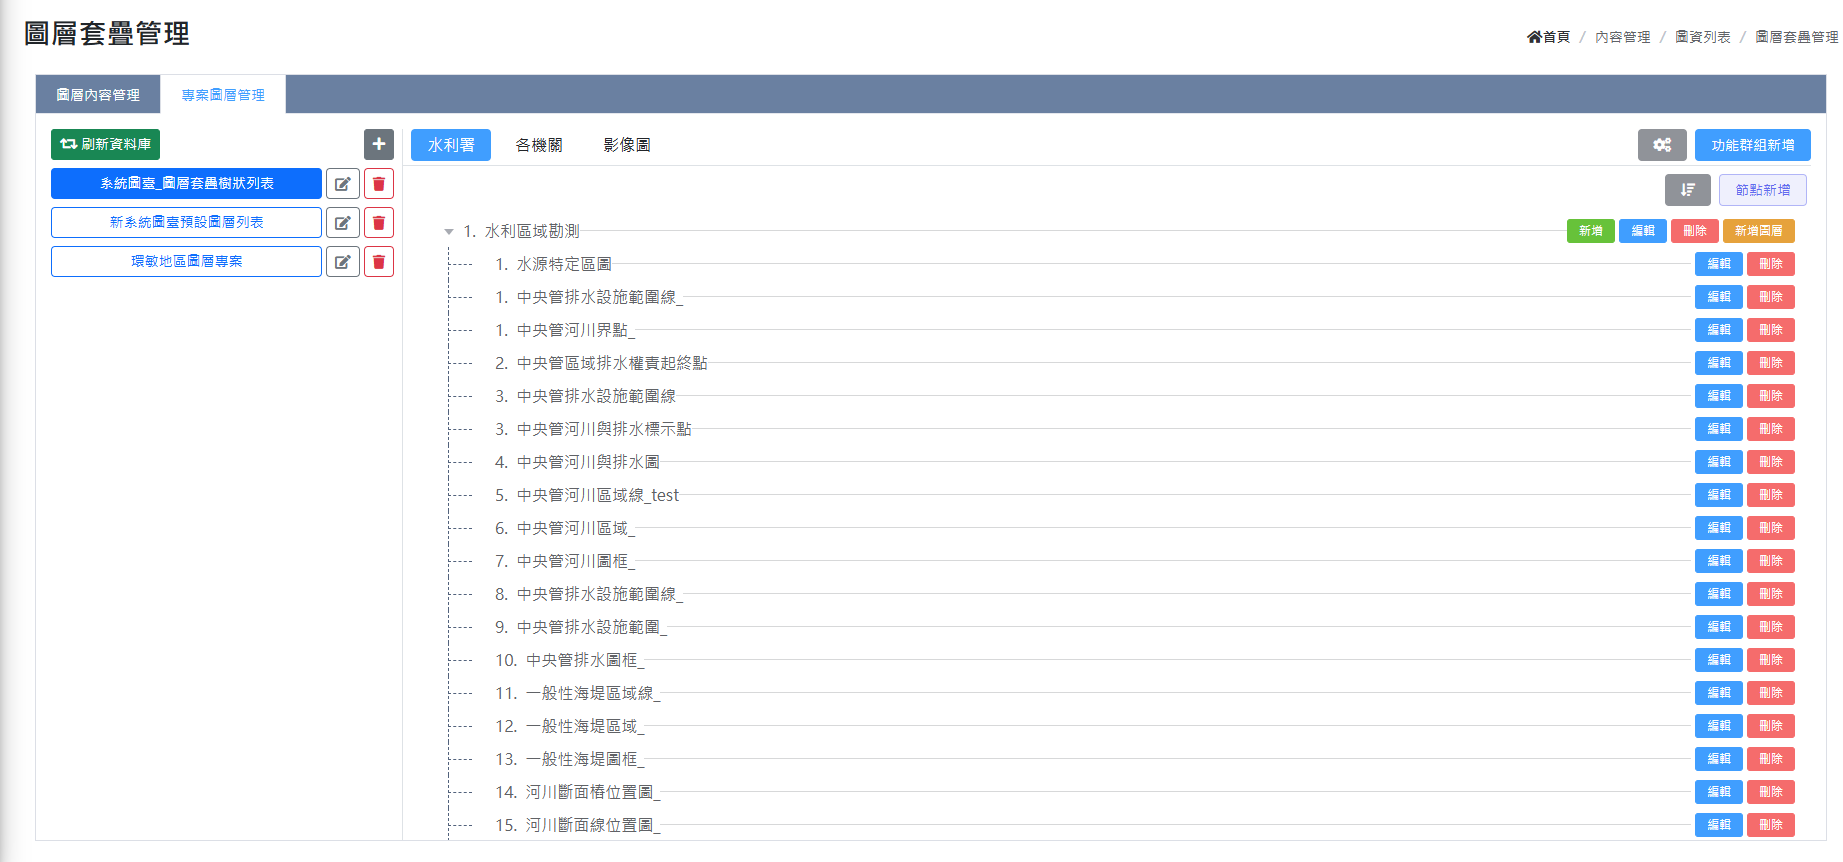 圖層套疊管理
首頁 / 內容管理 / 圖資列表 / 圖層套疊管理
圖層內容管理
專案圖層管理
刷新資料庫
水利署
各機關
影像圖
功能群組新增
系統圖臺_圖層套疊樹狀列表
新系統圖臺預設圖層列表
環敏地區圖層專案
節點新增
1. 水利區域勘測 新增 編輯 刪除 新增圖層
1. 水源特定區圖 編輯 刪除
1. 中央管排水設施範圍線_ 編輯 刪除
1. 中央管河川界點_ 編輯 刪除
2. 中央管區域排水權責起終點 編輯 刪除
3. 中央管排水設施範圍線 編輯 刪除
3. 中央管河川與排水標示點 編輯 刪除
4. 中央管河川與排水圖 編輯 刪除
5. 中央管河川區域線_test 編輯 刪除
6. 中央管河川區域_ 編輯 刪除
7. 中央管河川圖框_ 編輯 刪除
8. 中央管排水設施範圍線_ 編輯 刪除
9. 中央管排水設施範圍_ 編輯 刪除
10. 中央管排水圖框_ 編輯 刪除
11. 一般性海堤區域線_ 編輯 刪除
12. 一般性海堤區域_ 編輯 刪除
13. 一般性海堤圖框_ 編輯 刪除
14. 河川斷面樁位置圖_ 編輯 刪除
15. 河川斷面線位置圖_ 編輯 刪除